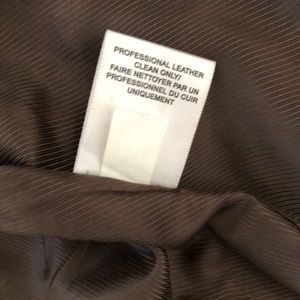 PROFESSIONAL LEATHER
CLEAN ONLY/
FAIRE NETTOYER PAR UN
PROFESSIONNEL DU CUIR
UNIQUEMENT